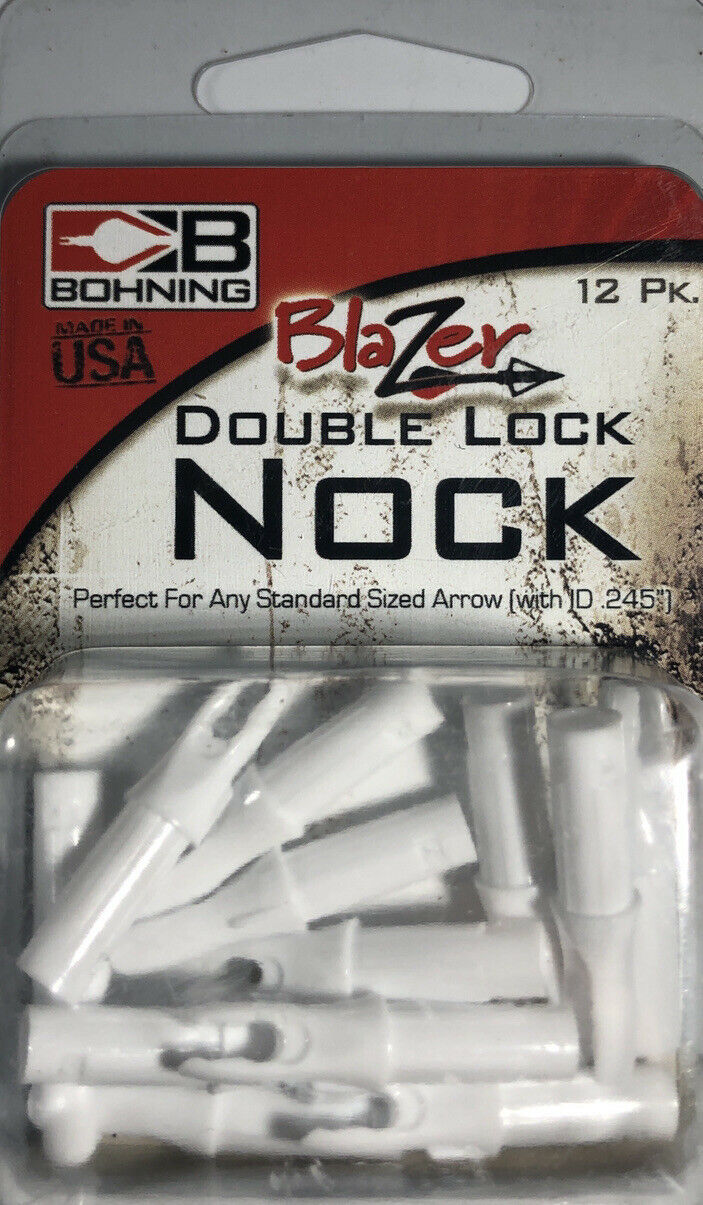 B
BOHNING
12 PK.
MADE IN
USA
BlaZer
DOUBLE LOCK
NOCK
Perfect For Any Standard Sized Arrow (with ID .245")